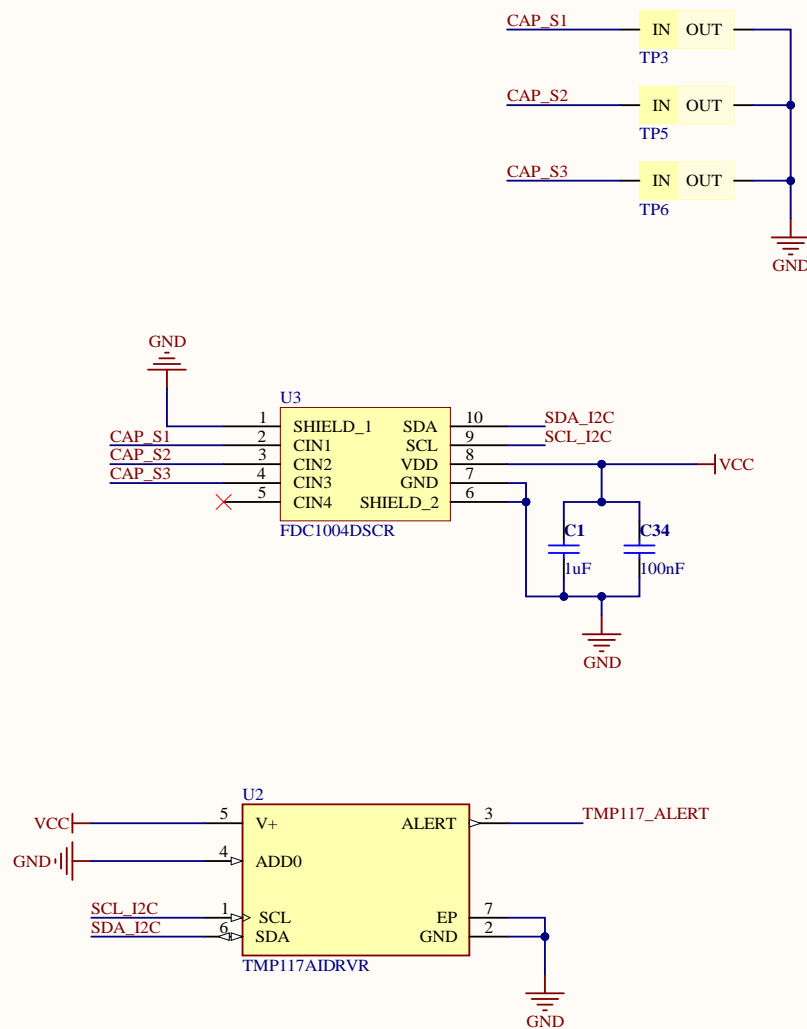 CAP_S1 IN OUT
TP3
CAP_S2 IN OUT
TP5
CAP_S3 IN OUT
TP6
GND
GND
U3
1 SHIELD_1 SDA 10 SDA_I2C
CAP_S1 2 CIN1 SCL 9 SCL_I2C
CAP_S2 3 CIN2 VDD 8 VCC
CAP_S3 4 CIN3 GND 7
5 CIN4 SHIELD_2 6
FDC1004DSCR
C1 C34
1uF 100nF
GND
U2
VCC 5 V+ ALERT 3 TMP117_ALERT
GND 4 ADD0
SCL_I2C 1 SCL EP 7
SDA_I2C 6 SDA GND 2
TMP117AIDRVR
GND